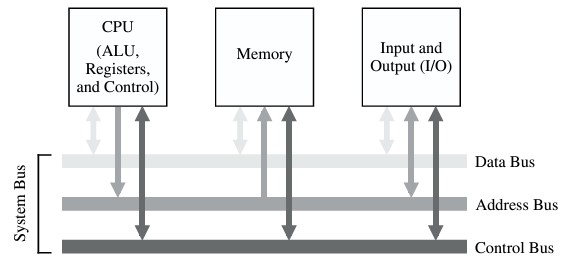 CPU
(ALU,
Registers,
and Control)
Memory
Input and
Output (I/O)
System Bus
Data Bus
Address Bus
Control Bus